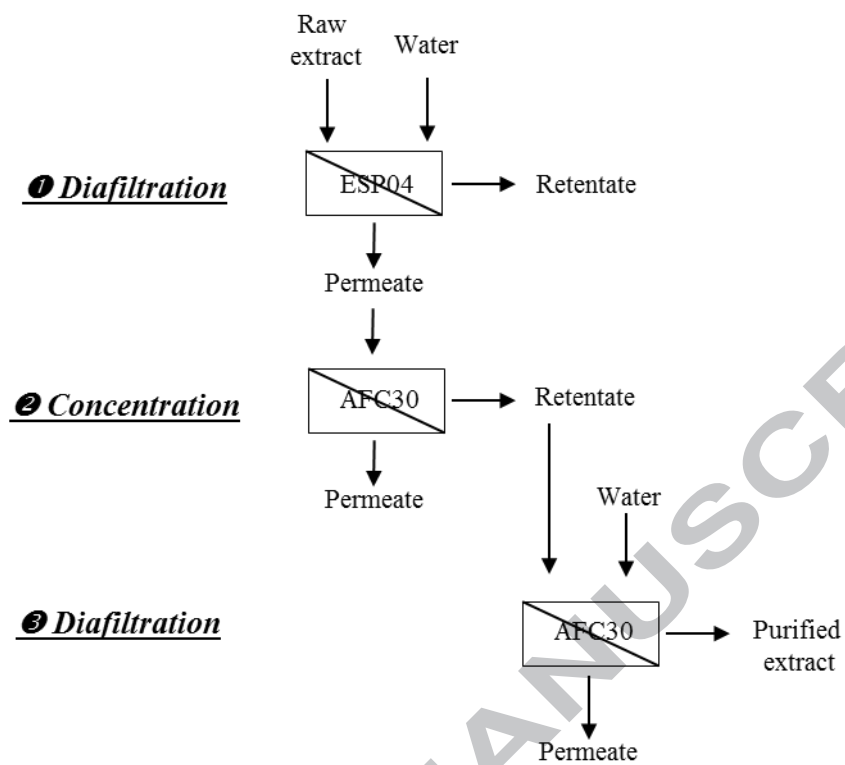 Raw
extract
Water
❶ Diafiltration
ESP04
Retentate
Permeate
❷ Concentration
AFC30
Retentate
Permeate
Water
❸ Diafiltration
AFC30
Purified
extract
Permeate